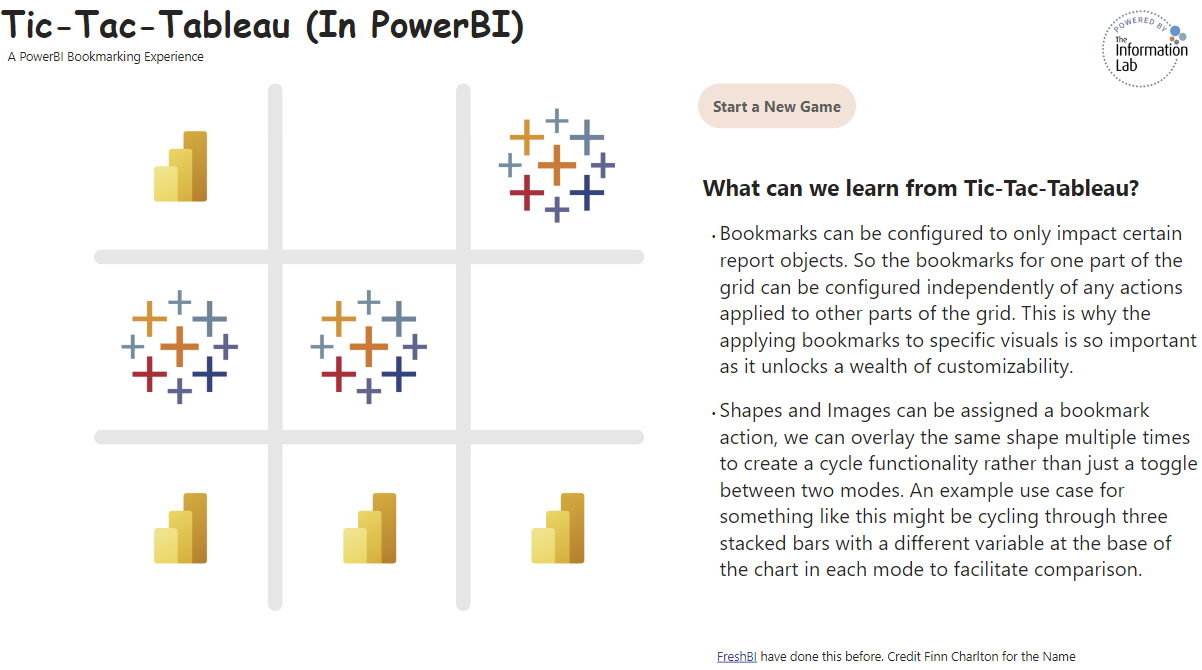 Tic-Tac-Tableau (In PowerBI)
A PowerBI Bookmarking Experience
POWERED BY
The
Information
Lab
Start a New Game
What can we learn from Tic-Tac-Tableau?
• Bookmarks can be configured to only impact certain
report objects. So the bookmarks for one part of the
grid can be configured independently of any actions
applied to other parts of the grid. This is why the
applying bookmarks to specific visuals is so important
as it unlocks a wealth of customizability.
• Shapes and Images can be assigned a bookmark
action, we can overlay the same shape multiple times
to create a cycle functionality rather than just a toggle
between two modes. An example use case for
something like this might be cycling through three
stacked bars with a different variable at the base of
the chart in each mode to facilitate comparison.
FreshBI have done this before. Credit Finn Charlton for the Name